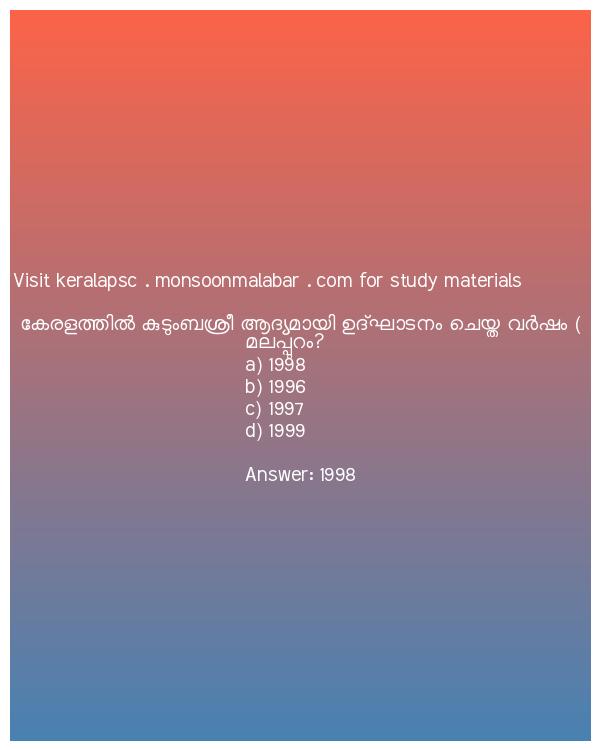 Visit keralapsc . monsoonmalabar . com for study materials
കേരളത്തിൽ കുടുംബശ്രീ ആദ്യമായി ഉദ്ഘാടനം ചെയ്ത വർഷം (
മലപ്പുറം?
a) 1998
b) 1996
c) 1997
d) 1999
Answer: 1998